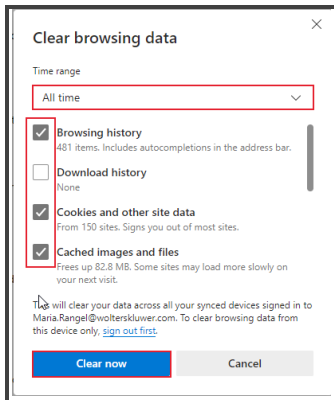 Clear browsing data
Time range
All time
Browsing history
481 items. Includes autocompletions in the address bar.
Download history
None
Cookies and other site data
From 150 sites. Signs you out of most sites.
Cached images and files
Frees up 82.8 MB. Some sites may load more slowly on
your next visit.
This will clear your data across all your synced devices signed in to
Maria.Rangel@wolterskluwer.com. To clear browsing data from
this device only, sign out first.
Clear now
Cancel